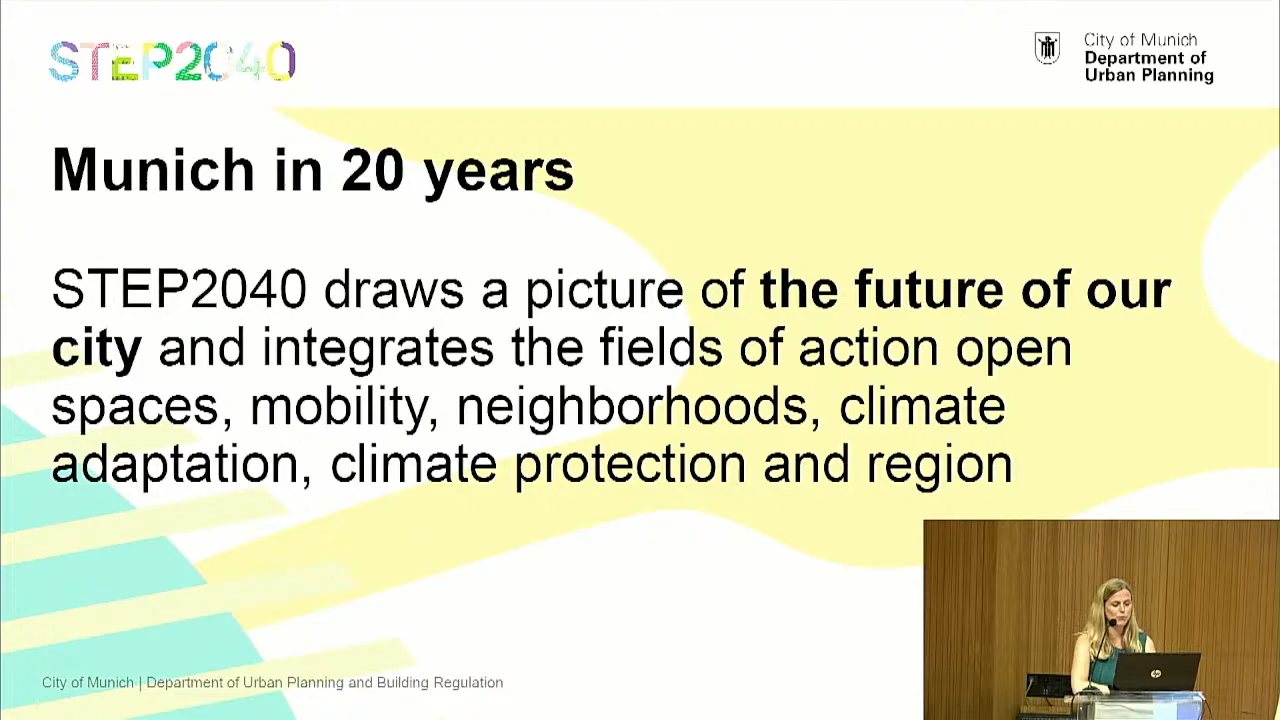 STEP2040
City of Munich
Department of
Urban Planning
Munich in 20 years
STEP2040 draws a picture of the future of our
city and integrates the fields of action open
spaces, mobility, neighborhoods, climate
adaptation, climate protection and region
City of Munich | Department of Urban Planning and Building Regulation